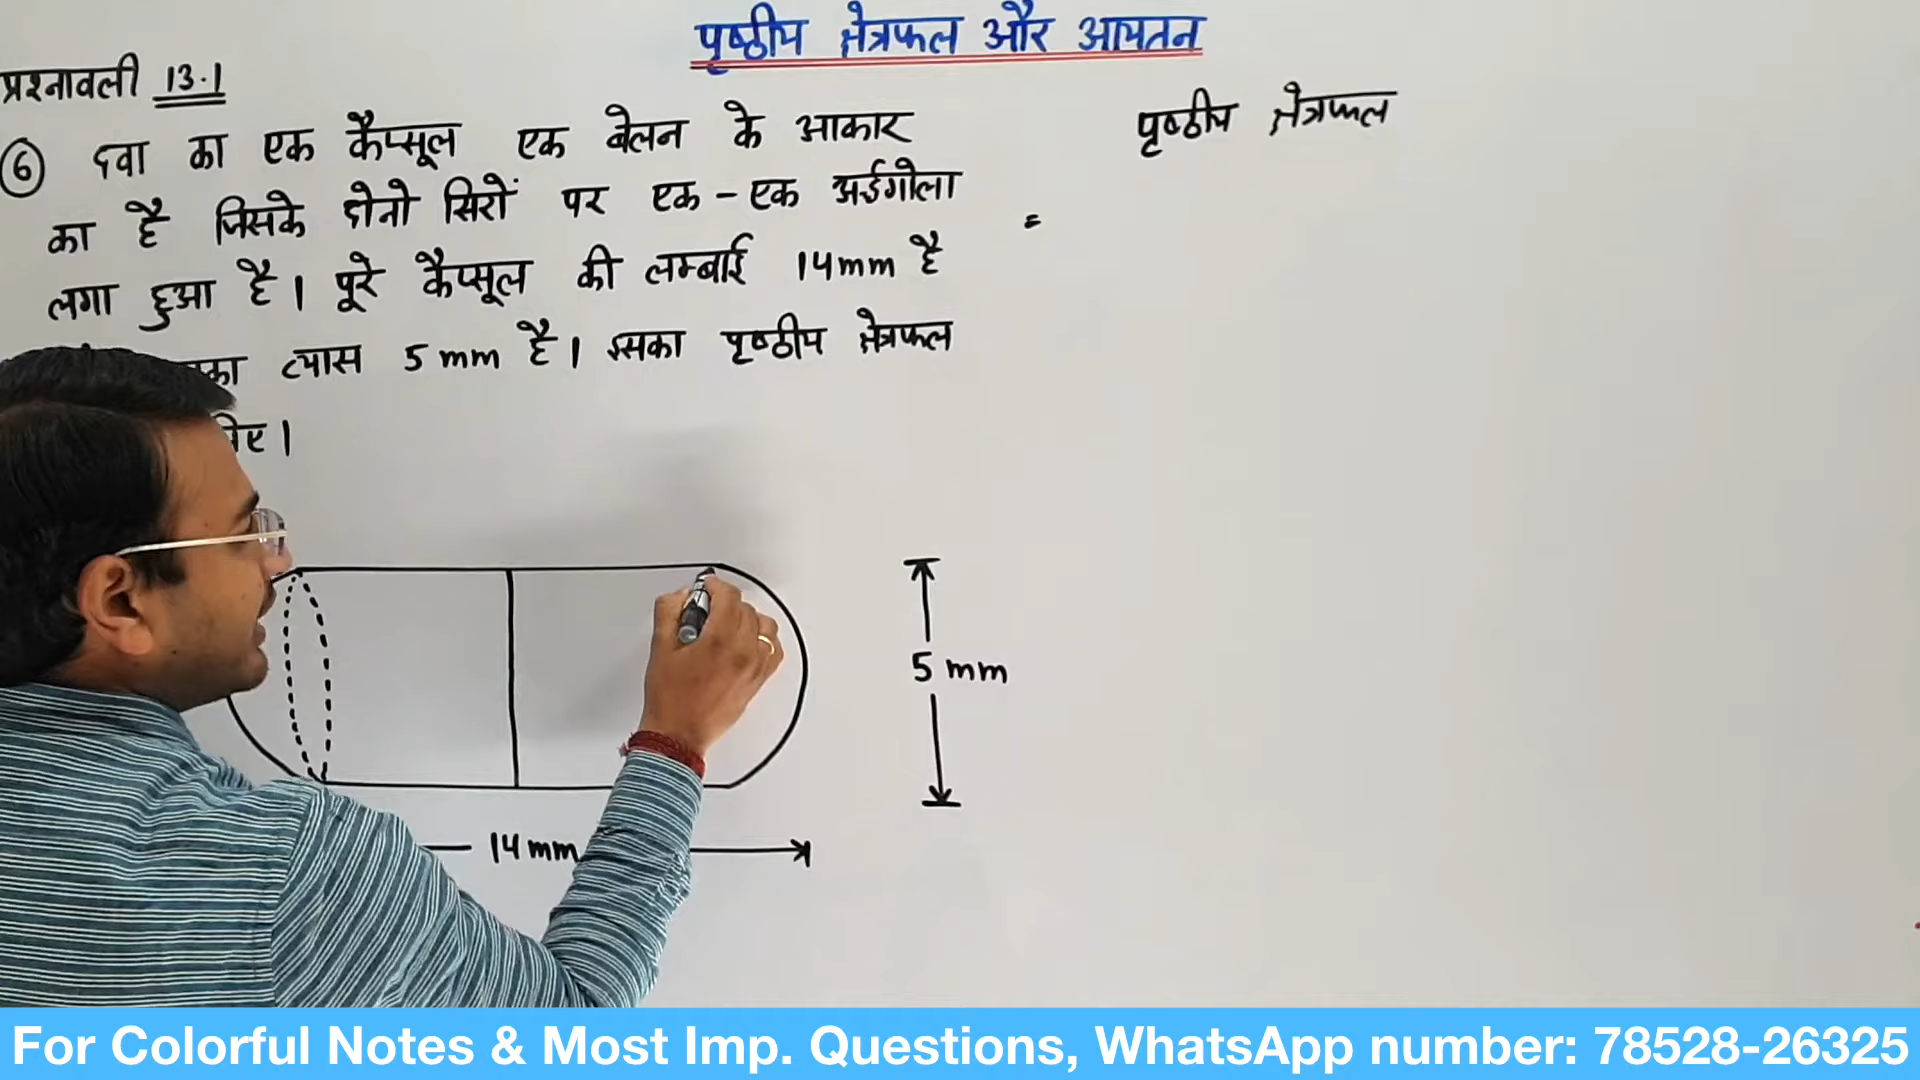 पृष्ठीय क्षेत्रफल और आयतन
प्रश्नावली 13.1
6 दवा का एक कैप्सूल एक बेलन के आकार
का है जिसके दोनो सिरों पर एक - एक अर्द्धगोला
लगा हुआ है। पूरे कैप्सूल की लम्बाई 14mm है
व्यास 5 mm है। इसका पृष्ठीय क्षेत्रफल
पृष्ठीय क्षेत्रफल
=
5 mm
14 mm
For Colorful Notes & Most Imp. Questions, WhatsApp number: 78528-26325